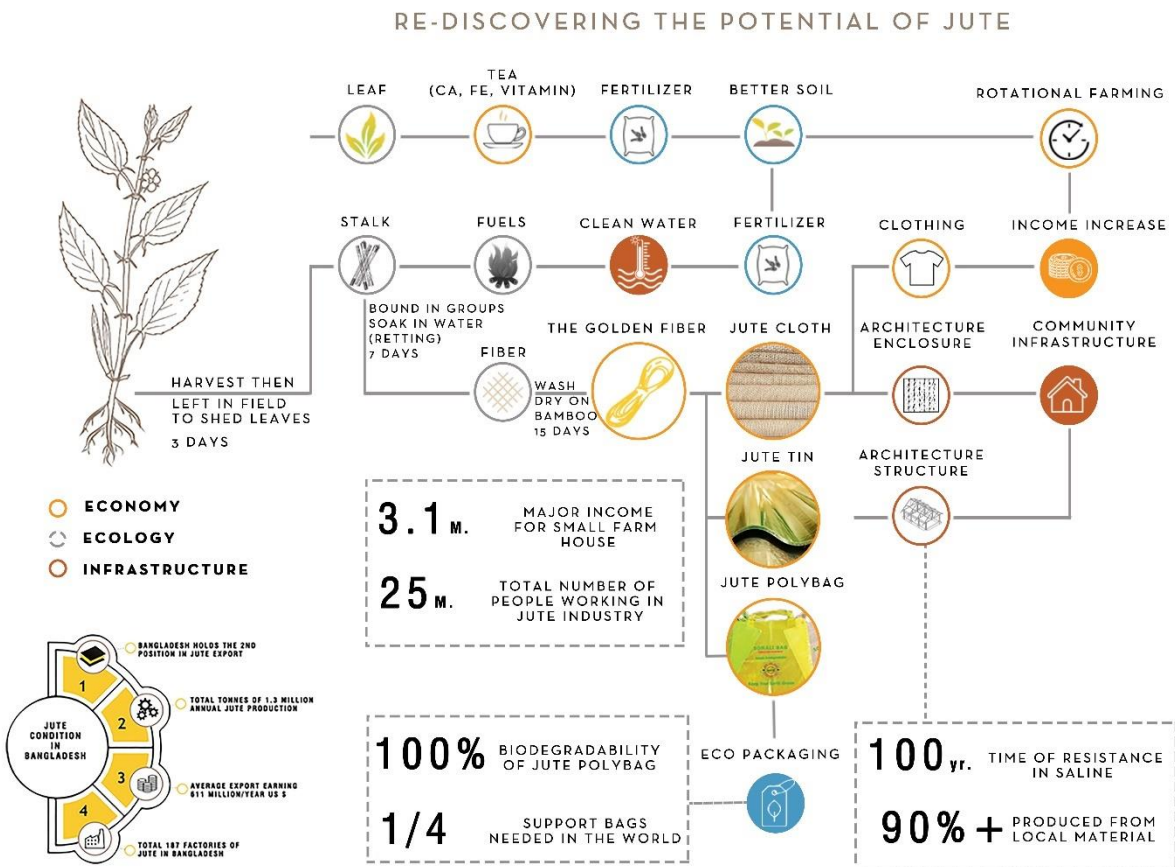 RE-DISCOVERING THE POTENTIAL OF JUTE
LEAF
TEA
(CA, FE, VITAMIN)
FERTILIZER
BETTER SOIL
ROTATIONAL FARMING
STALK
FUELS
CLEAN WATER
FERTILIZER
CLOTHING
INCOME INCREASE
BOUND IN GROUPS
SOAK IN WATER
(RETTING)
7 DAYS
FIBER
WASH
DRY ON
BAMBOO
15 DAYS
THE GOLDEN FIBER
JUTE CLOTH
ARCHITECTURE
ENCLOSURE
COMMUNITY
INFRASTRUCTURE
HARVEST THEN
LEFT IN FIELD
TO SHED LEAVES
3 DAYS
JUTE TIN
ARCHITECTURE
STRUCTURE
ECONOMY
ECOLOGY
INFRASTRUCTURE
3.1 M.
MAJOR INCOME
FOR SMALL FARM
HOUSE
25 M.
TOTAL NUMBER OF
PEOPLE WORKING IN
JUTE INDUSTRY
JUTE POLYBAG
SONALI BAG
JUTE
CONDITION
IN
BANGLADESH
1
BANGLADESH HOLDS THE 2ND
POSITION IN JUTE EXPORT
2
TOTAL TONNES OF 1.3 MILLION
ANNUAL JUTE PRODUCTION
3
AVERAGE EXPORT EARNING
611 MILLION/YEAR US $
4
TOTAL 187 FACTORIES OF
JUTE IN BANGLADESH
100%
BIODEGRADABILITY
OF JUTE POLYBAG
1/4
SUPPORT BAGS
NEEDED IN THE WORLD
ECO PACKAGING
100 yr.
TIME OF RESISTANCE
IN SALINE
90% +
PRODUCED FROM
LOCAL MATERIAL